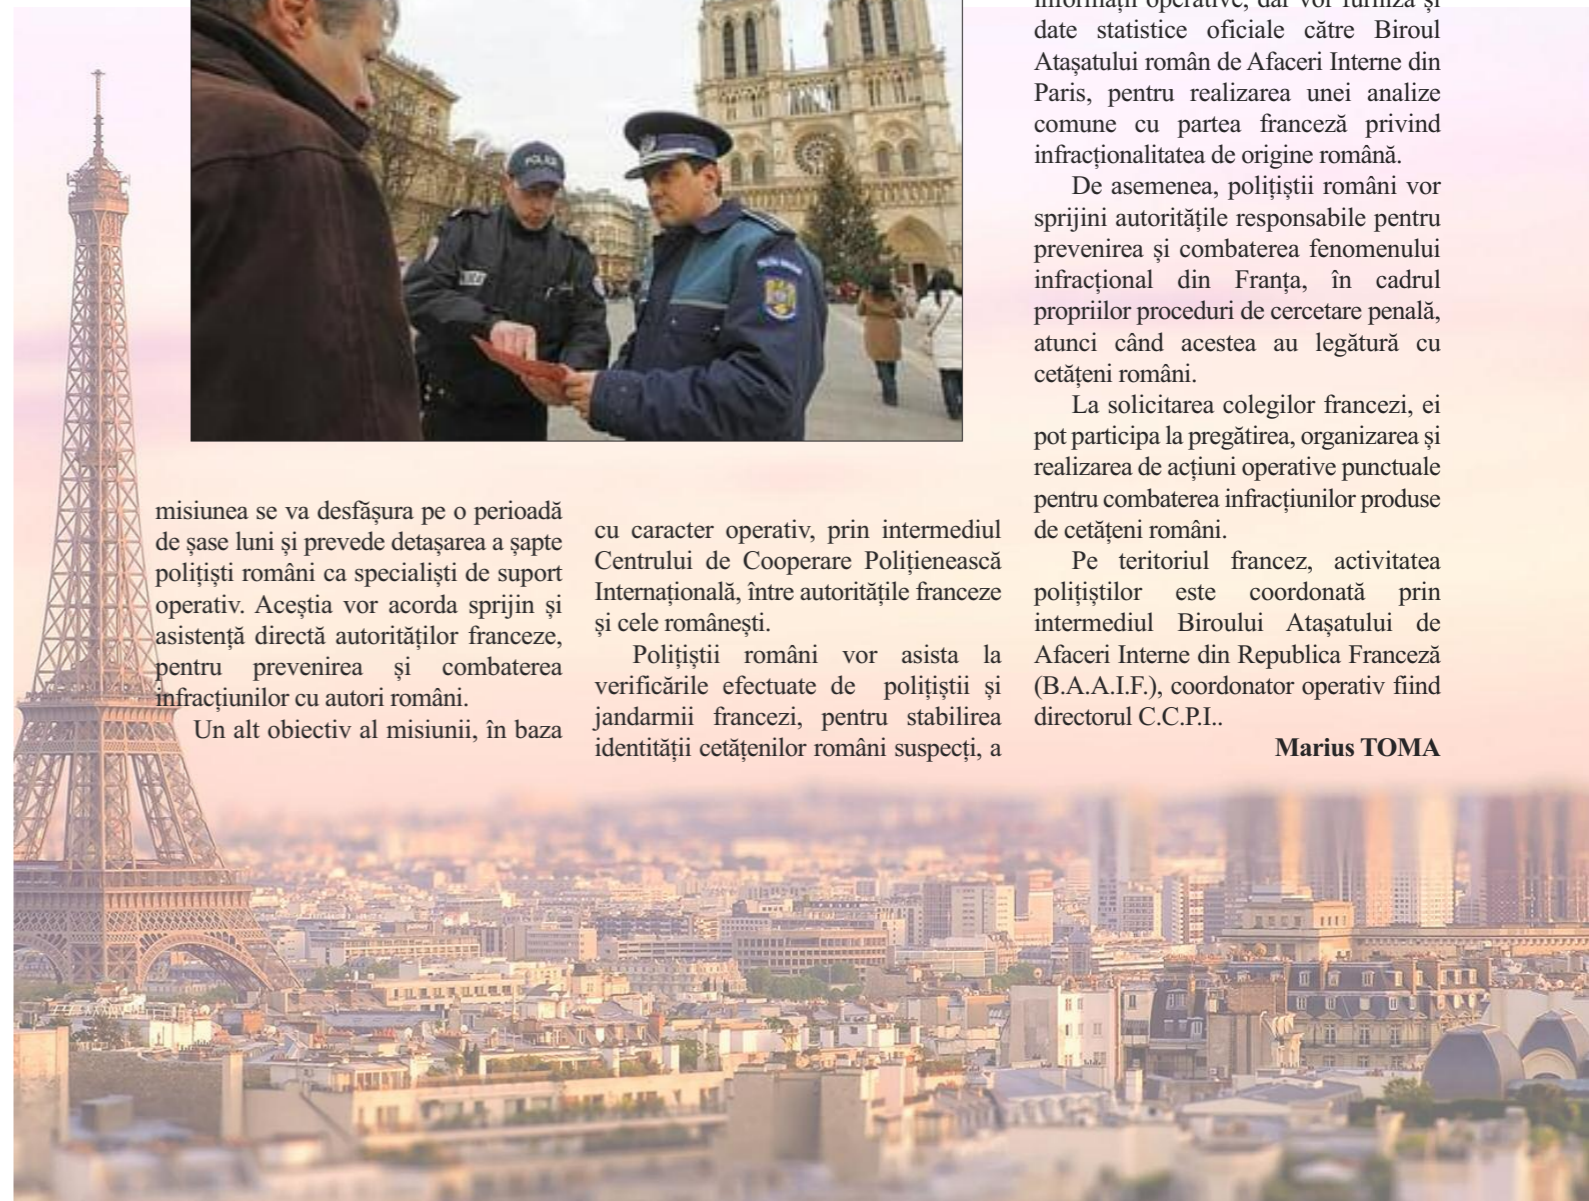 POLICE
misiunea se va desfășura pe o perioadă
de șase luni și prevede detașarea a șapte
polițiști români ca specialiști de suport
operativ. Aceștia vor acorda sprijin și
asistență directă autorităților franceze,
pentru prevenirea și combaterea
infracțiunilor cu autori români.
Un alt obiectiv al misiunii, în baza
cu caracter operativ, prin intermediul
Centrului de Cooperare Polițienească
Internațională, între autoritățile franceze
și cele românești.
Polițiștii români vor asista la
verificările efectuate de polițiștii și
jandarmii francezi, pentru stabilirea
identității cetățenilor români suspecți, a
informații operative, dar vor furniza și
date statistice oficiale către Biroul
Atașatului român de Afaceri Interne din
Paris, pentru realizarea unei analize
comune cu partea franceză privind
infracționalitatea de origine română.
De asemenea, polițiștii români vor
sprijini autoritățile responsabile pentru
prevenirea și combaterea fenomenului
infracțional din Franța, în cadrul
propriilor proceduri de cercetare penală,
atunci când acestea au legătură cu
cetățeni români.
La solicitarea colegilor francezi, ei
pot participa la pregătirea, organizarea și
realizarea de acțiuni operative punctuale
pentru combaterea infracțiunilor produse
de cetățeni români.
Pe teritoriul francez, activitatea
polițiștilor este coordonată prin
intermediul Biroului Atașatului de
Afaceri Interne din Republica Franceză
(B.A.A.I.F.), coordonator operativ fiind
directorul C.C.P.I..
Marius TOMA